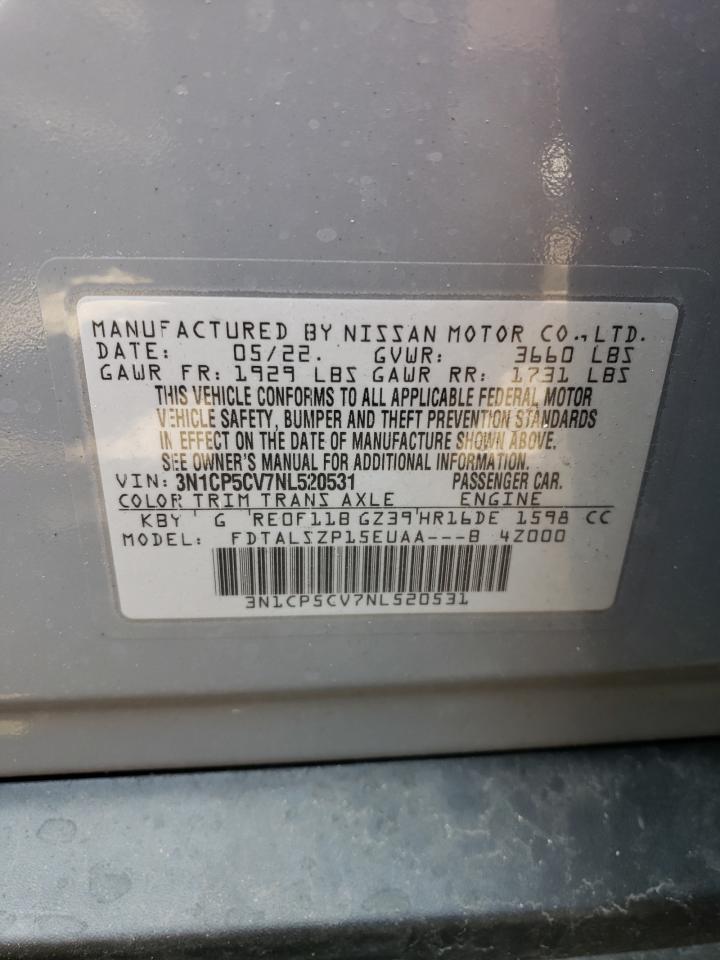 MANUFACTURED BY NISSAN MOTOR CO., LTD.
DATE: 05/22. GVWR: 3660 LBS
GAWR FR: 1929 LBS GAWR RR: 1731 LBS
THIS VEHICLE CONFORMS TO ALL APPLICABLE FEDERAL MOTOR
VEHICLE SAFETY, BUMPER AND THEFT PREVENTION STANDARDS
IN EFFECT ON THE DATE OF MANUFACTURE SHOWN ABOVE.
SEE OWNER'S MANUAL FOR ADDITIONAL INFORMATION.
VIN: 3N1CP5CV7NL520531 PASSENGER CAR.
COLOR TRIM TRANS AXLE ENGINE
KBY G RE0F11B GZ39 HR16DE 1598 CC
MODEL: FDTALSZP15EUAA---B 4Z000
3N1CP5CV7NL520531